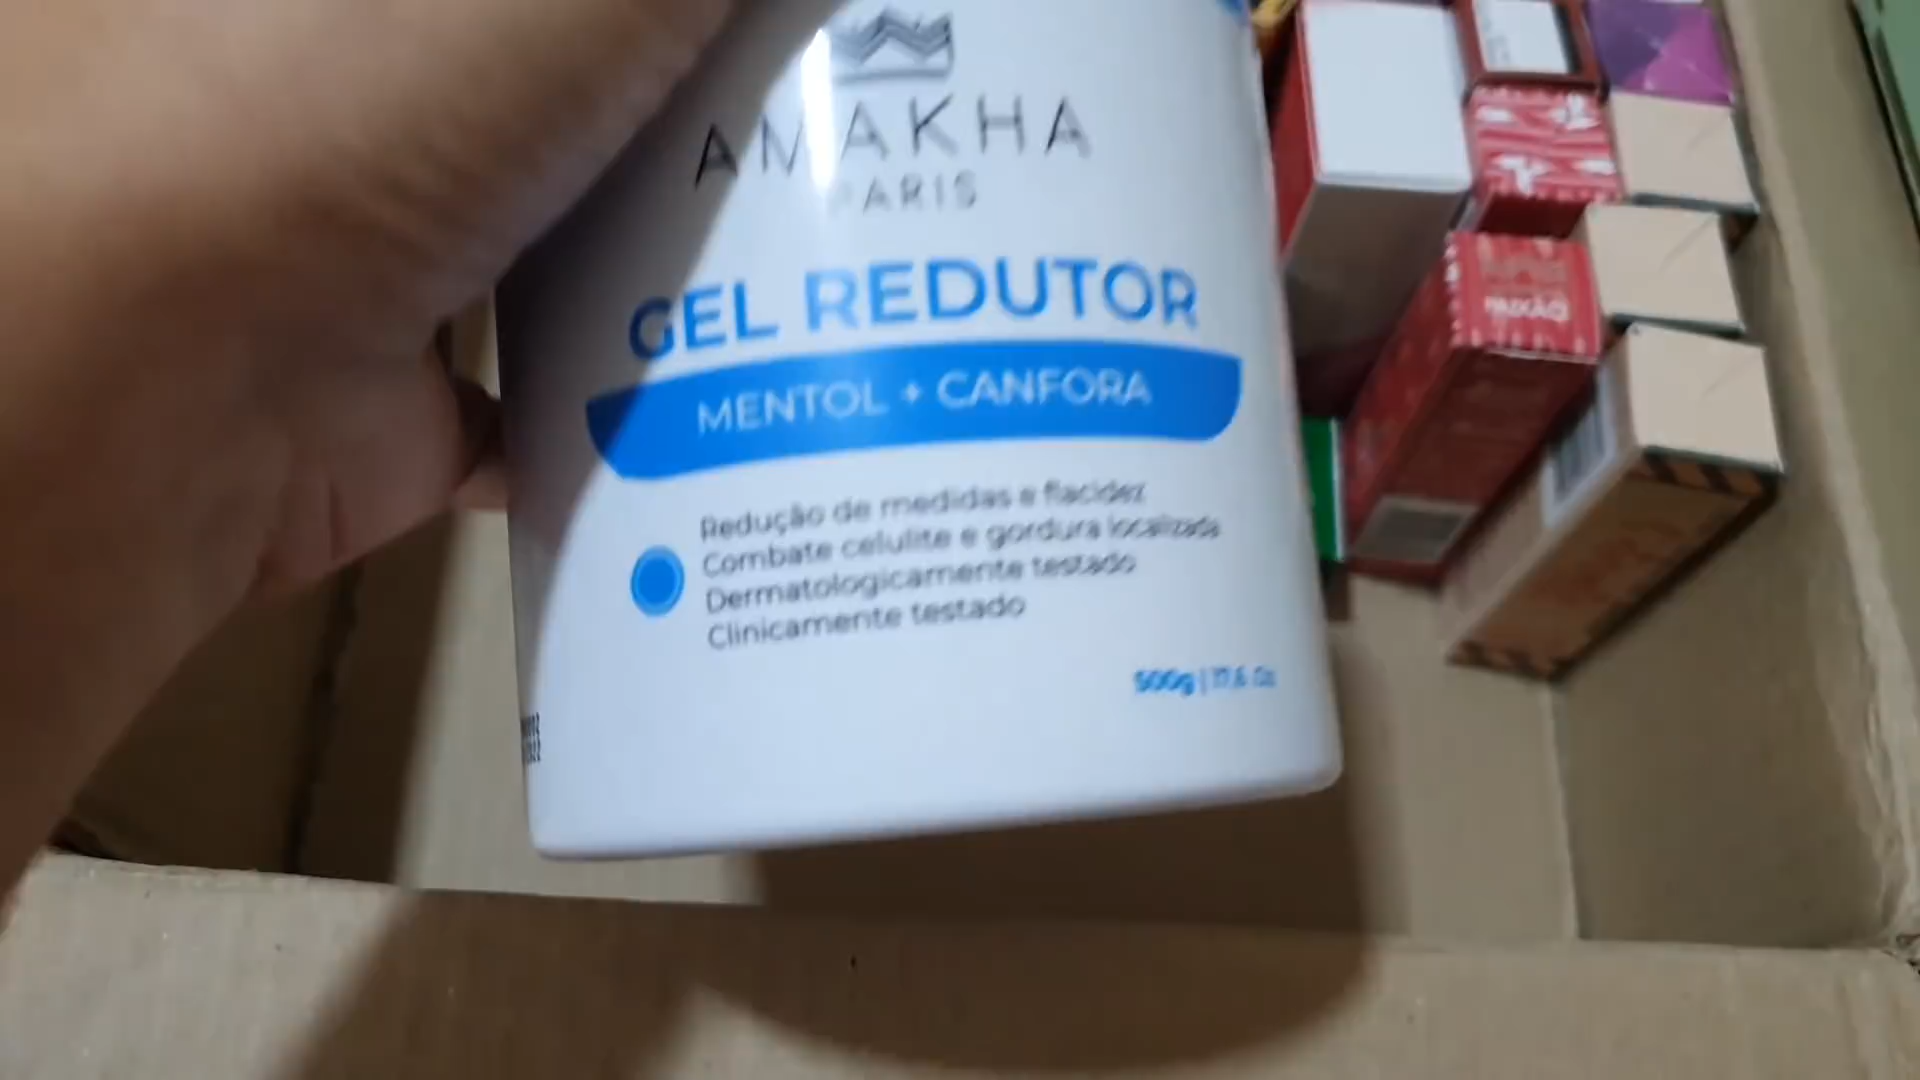 AMAKHA
PARIS
GEL REDUTOR
MENTOL + CANFORA
Redução de medidas e flacidez
Combate celulite e gordura localizada
Dermatologicamente testado
Clinicamente testado
500g | 17,6 Oz
PAIXÃO